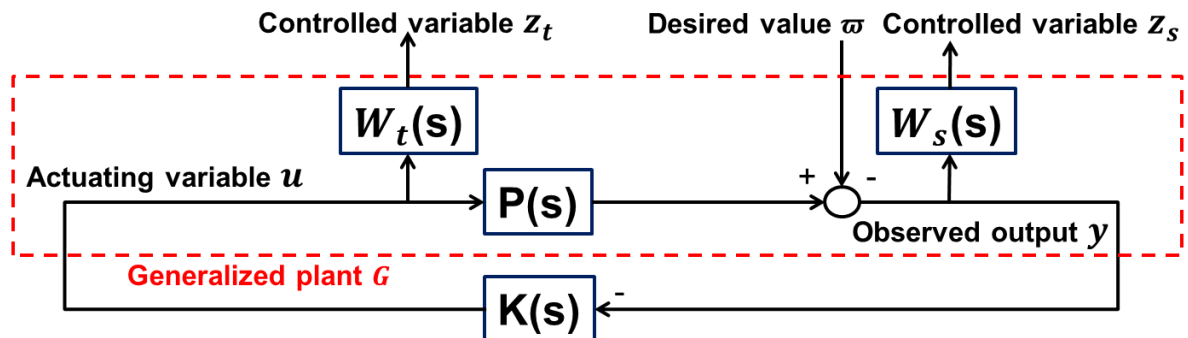 Controlled variable z_t
Desired value ϖ
Controlled variable z_s
W_t(s)
W_s(s)
Actuating variable u
P(s)
+
-
Observed output y
Generalized plant G
K(s)
-